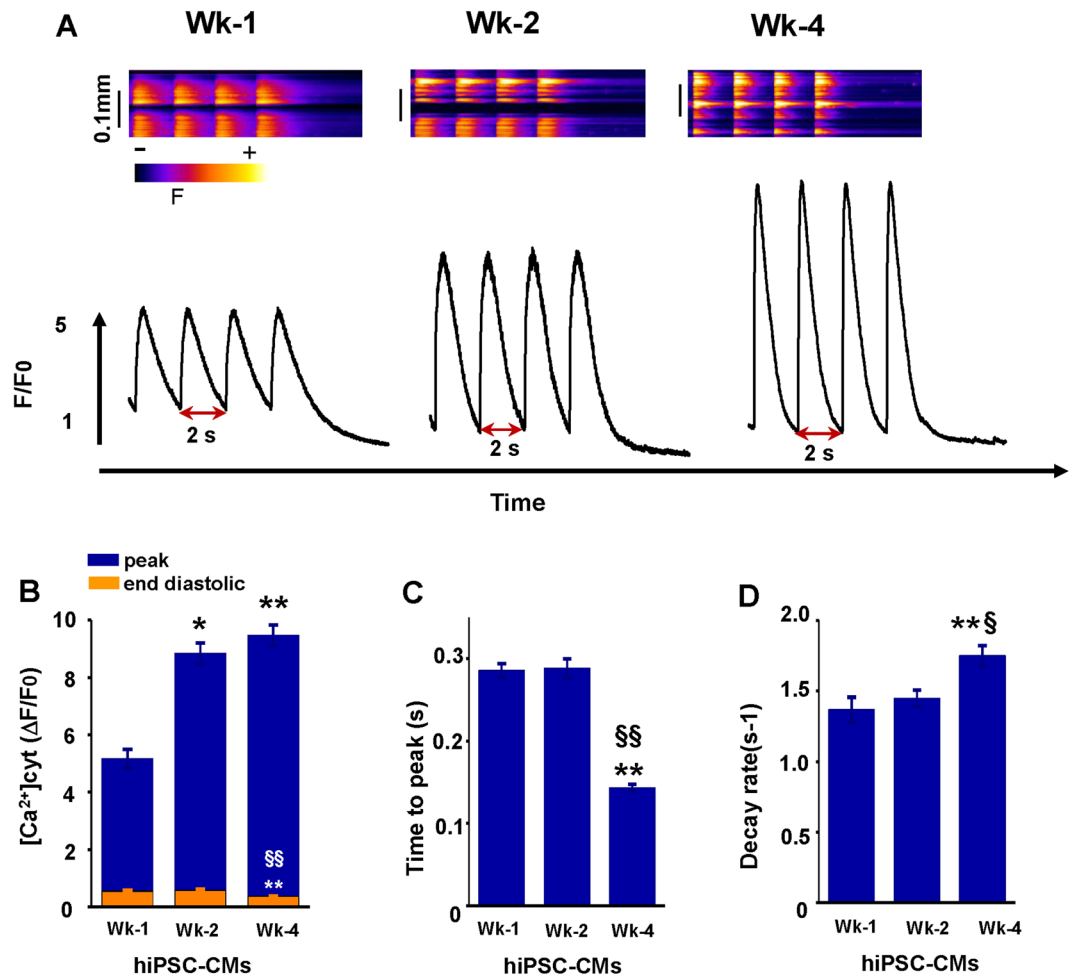 A
Wk-1
Wk-2
Wk-4
0.1mm
- +
F
5
1
F/F0
2 s
2 s
2 s
Time
peak
end diastolic
B
[Ca²⁺]cyt (ΔF/F0)
10
8
6
4
2
0
*
**
§§
**
Wk-1
Wk-2
Wk-4
hiPSC-CMs
C
Time to peak (s)
0.3
0.2
0.1
0
§§
**
Wk-1
Wk-2
Wk-4
hiPSC-CMs
D
Decay rate(s-1)
2.0
1.5
1.0
0.5
0
**§
Wk-1
Wk-2
Wk-4
hiPSC-CMs